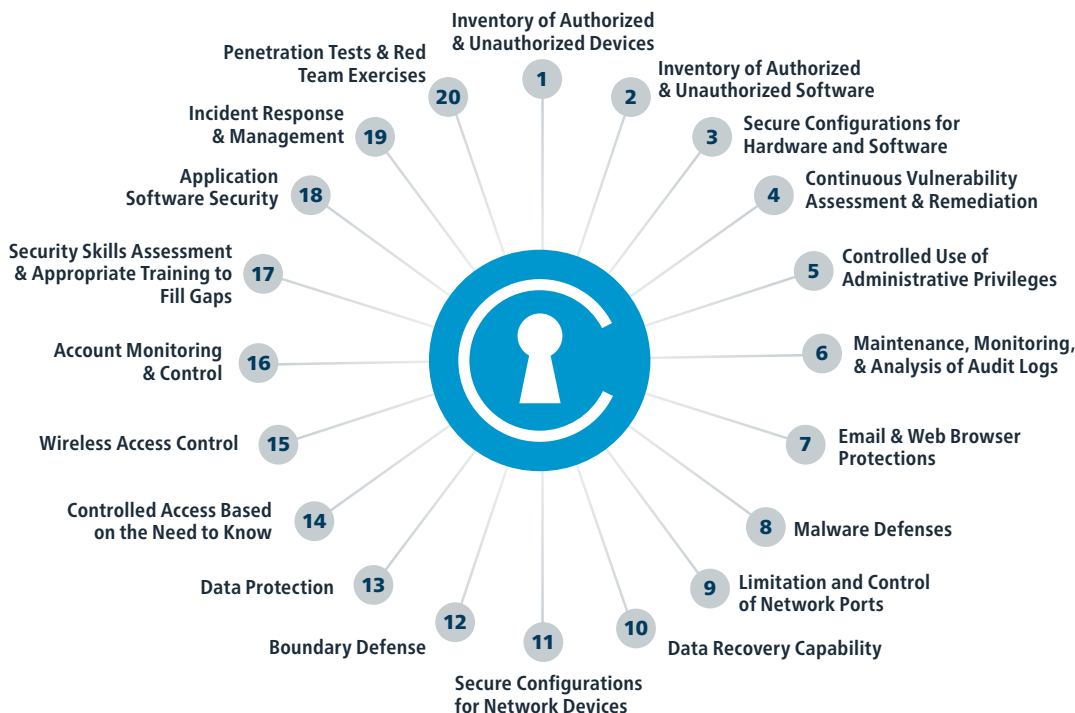 1
Inventory of Authorized
& Unauthorized Devices
2
Inventory of Authorized
& Unauthorized Software
3
Secure Configurations for
Hardware and Software
4
Continuous Vulnerability
Assessment & Remediation
5
Controlled Use of
Administrative Privileges
6
Maintenance, Monitoring,
& Analysis of Audit Logs
7
Email & Web Browser
Protections
8
Malware Defenses
9
Limitation and Control
of Network Ports
10
Data Recovery Capability
11
Secure Configurations
for Network Devices
12
Boundary Defense
13
Data Protection
14
Controlled Access Based
on the Need to Know
15
Wireless Access Control
16
Account Monitoring
& Control
17
Security Skills Assessment
& Appropriate Training to
Fill Gaps
18
Application
Software Security
19
Incident Response
& Management
20
Penetration Tests & Red
Team Exercises